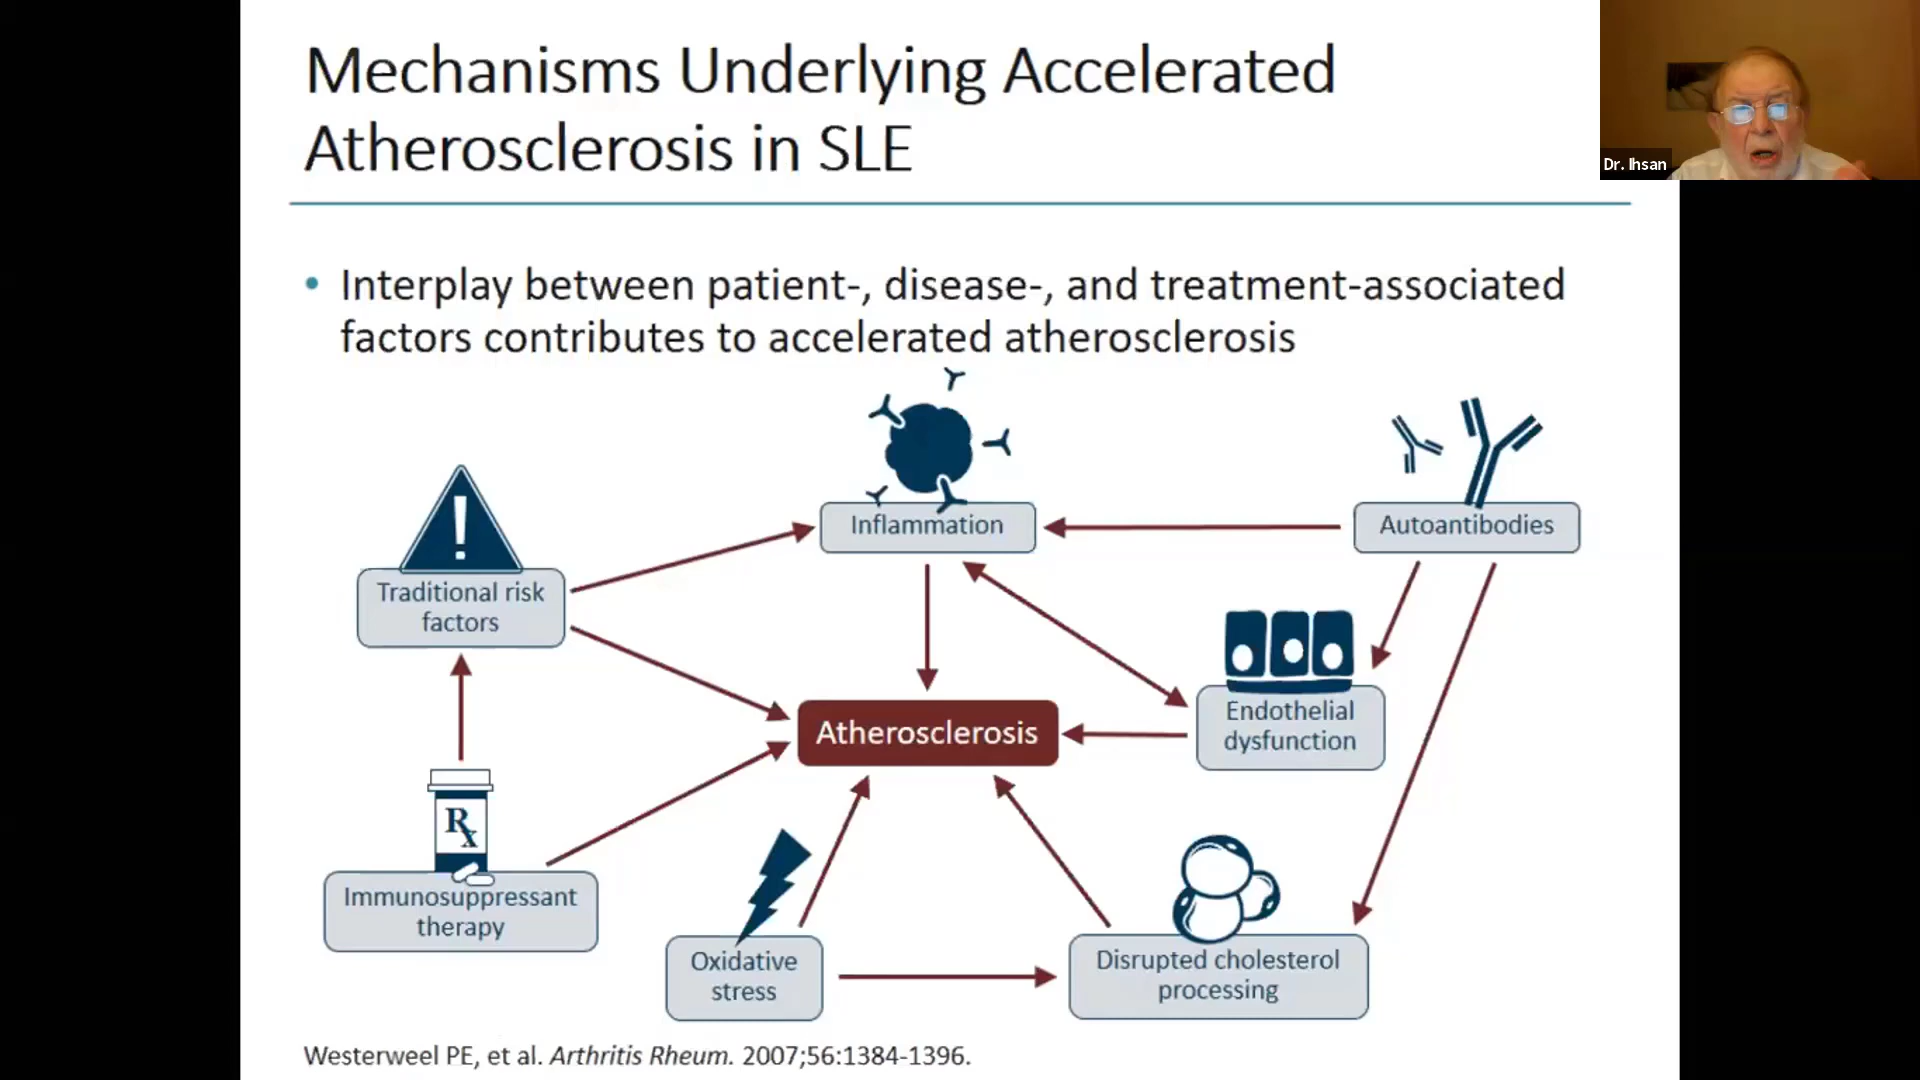 Mechanisms Underlying Accelerated
Atherosclerosis in SLE
Dr. Ihsan
• Interplay between patient-, disease-, and treatment-associated
factors contributes to accelerated atherosclerosis
Inflammation
Autoantibodies
Traditional risk
factors
Endothelial
dysfunction
Atherosclerosis
Rx
Immunosuppressant
therapy
Oxidative
stress
Disrupted cholesterol
processing
Westerweel PE, et al. Arthritis Rheum. 2007;56:1384-1396.